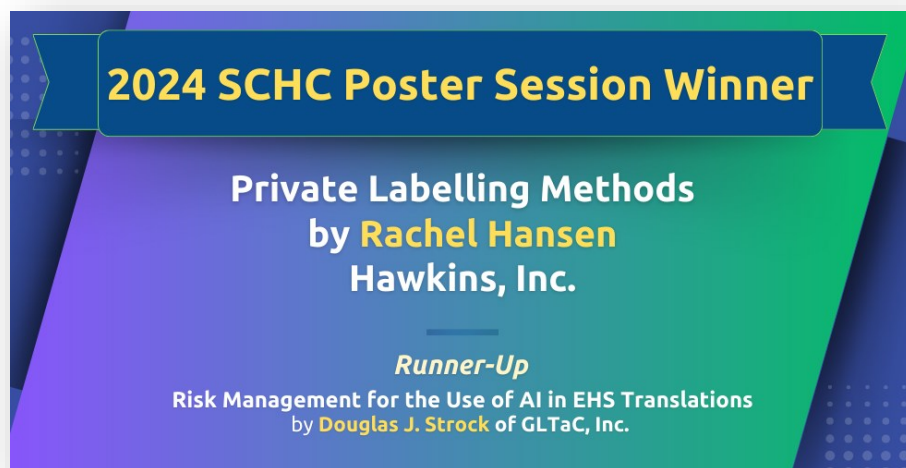 2024 SCHC Poster Session Winner
Private Labelling Methods
by Rachel Hansen
Hawkins, Inc.
Runner-Up
Risk Management for the Use of AI in EHS Translations
by Douglas J. Strock of GLTaC, Inc.